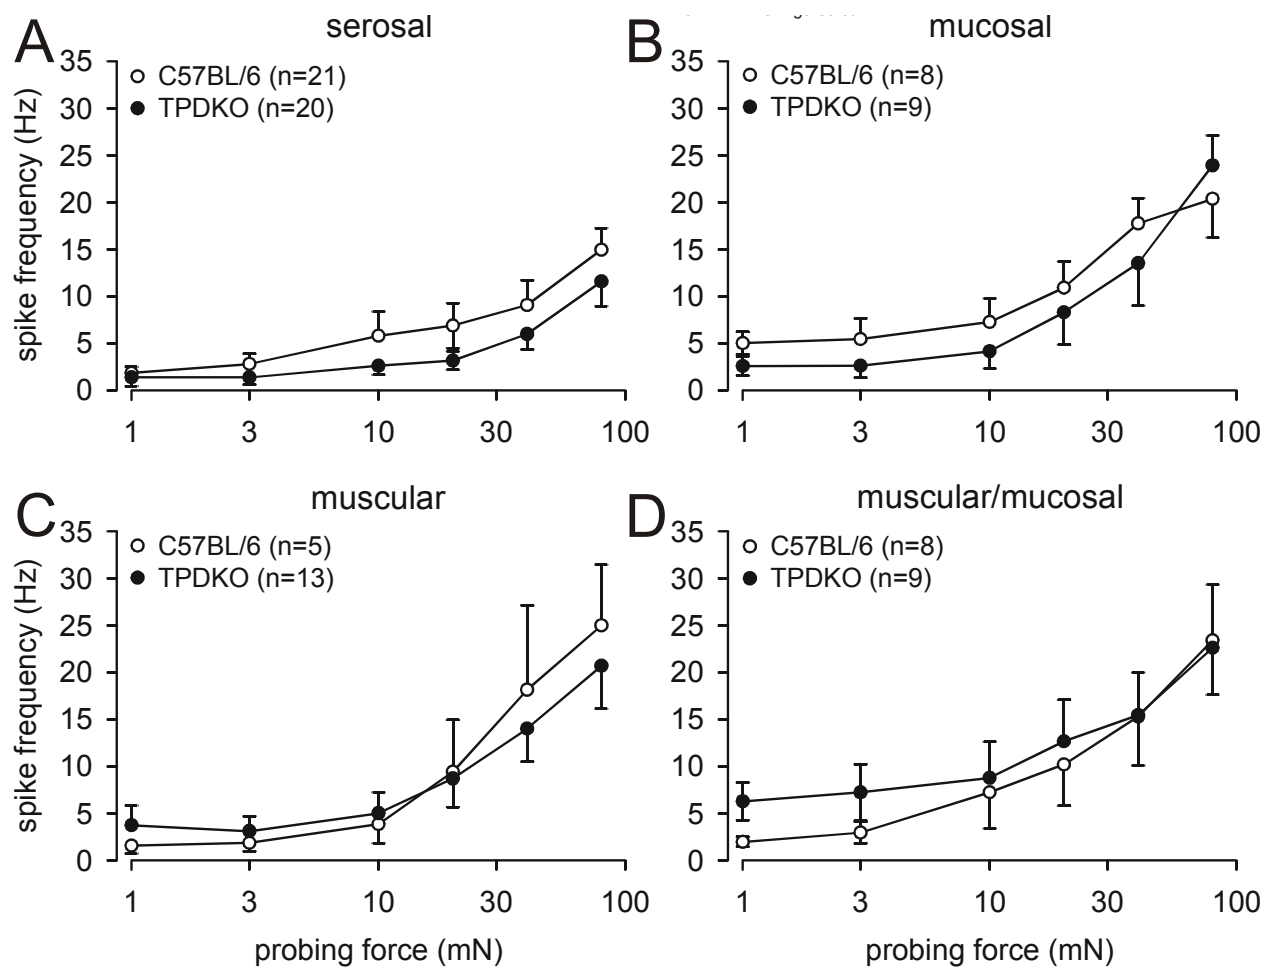 A serosal
35
30
25
20
15
10
5
0
spike frequency (Hz)
C57BL/6 (n=21)
TPDKO (n=20)
1 3 10 30 100
B mucosal
35
30
25
20
15
10
5
0
C57BL/6 (n=8)
TPDKO (n=9)
1 3 10 30 100
C muscular
35
30
25
20
15
10
5
0
spike frequency (Hz)
C57BL/6 (n=5)
TPDKO (n=13)
1 3 10 30 100
probing force (mN)
D muscular/mucosal
35
30
25
20
15
10
5
0
C57BL/6 (n=8)
TPDKO (n=9)
1 3 10 30 100
probing force (mN)